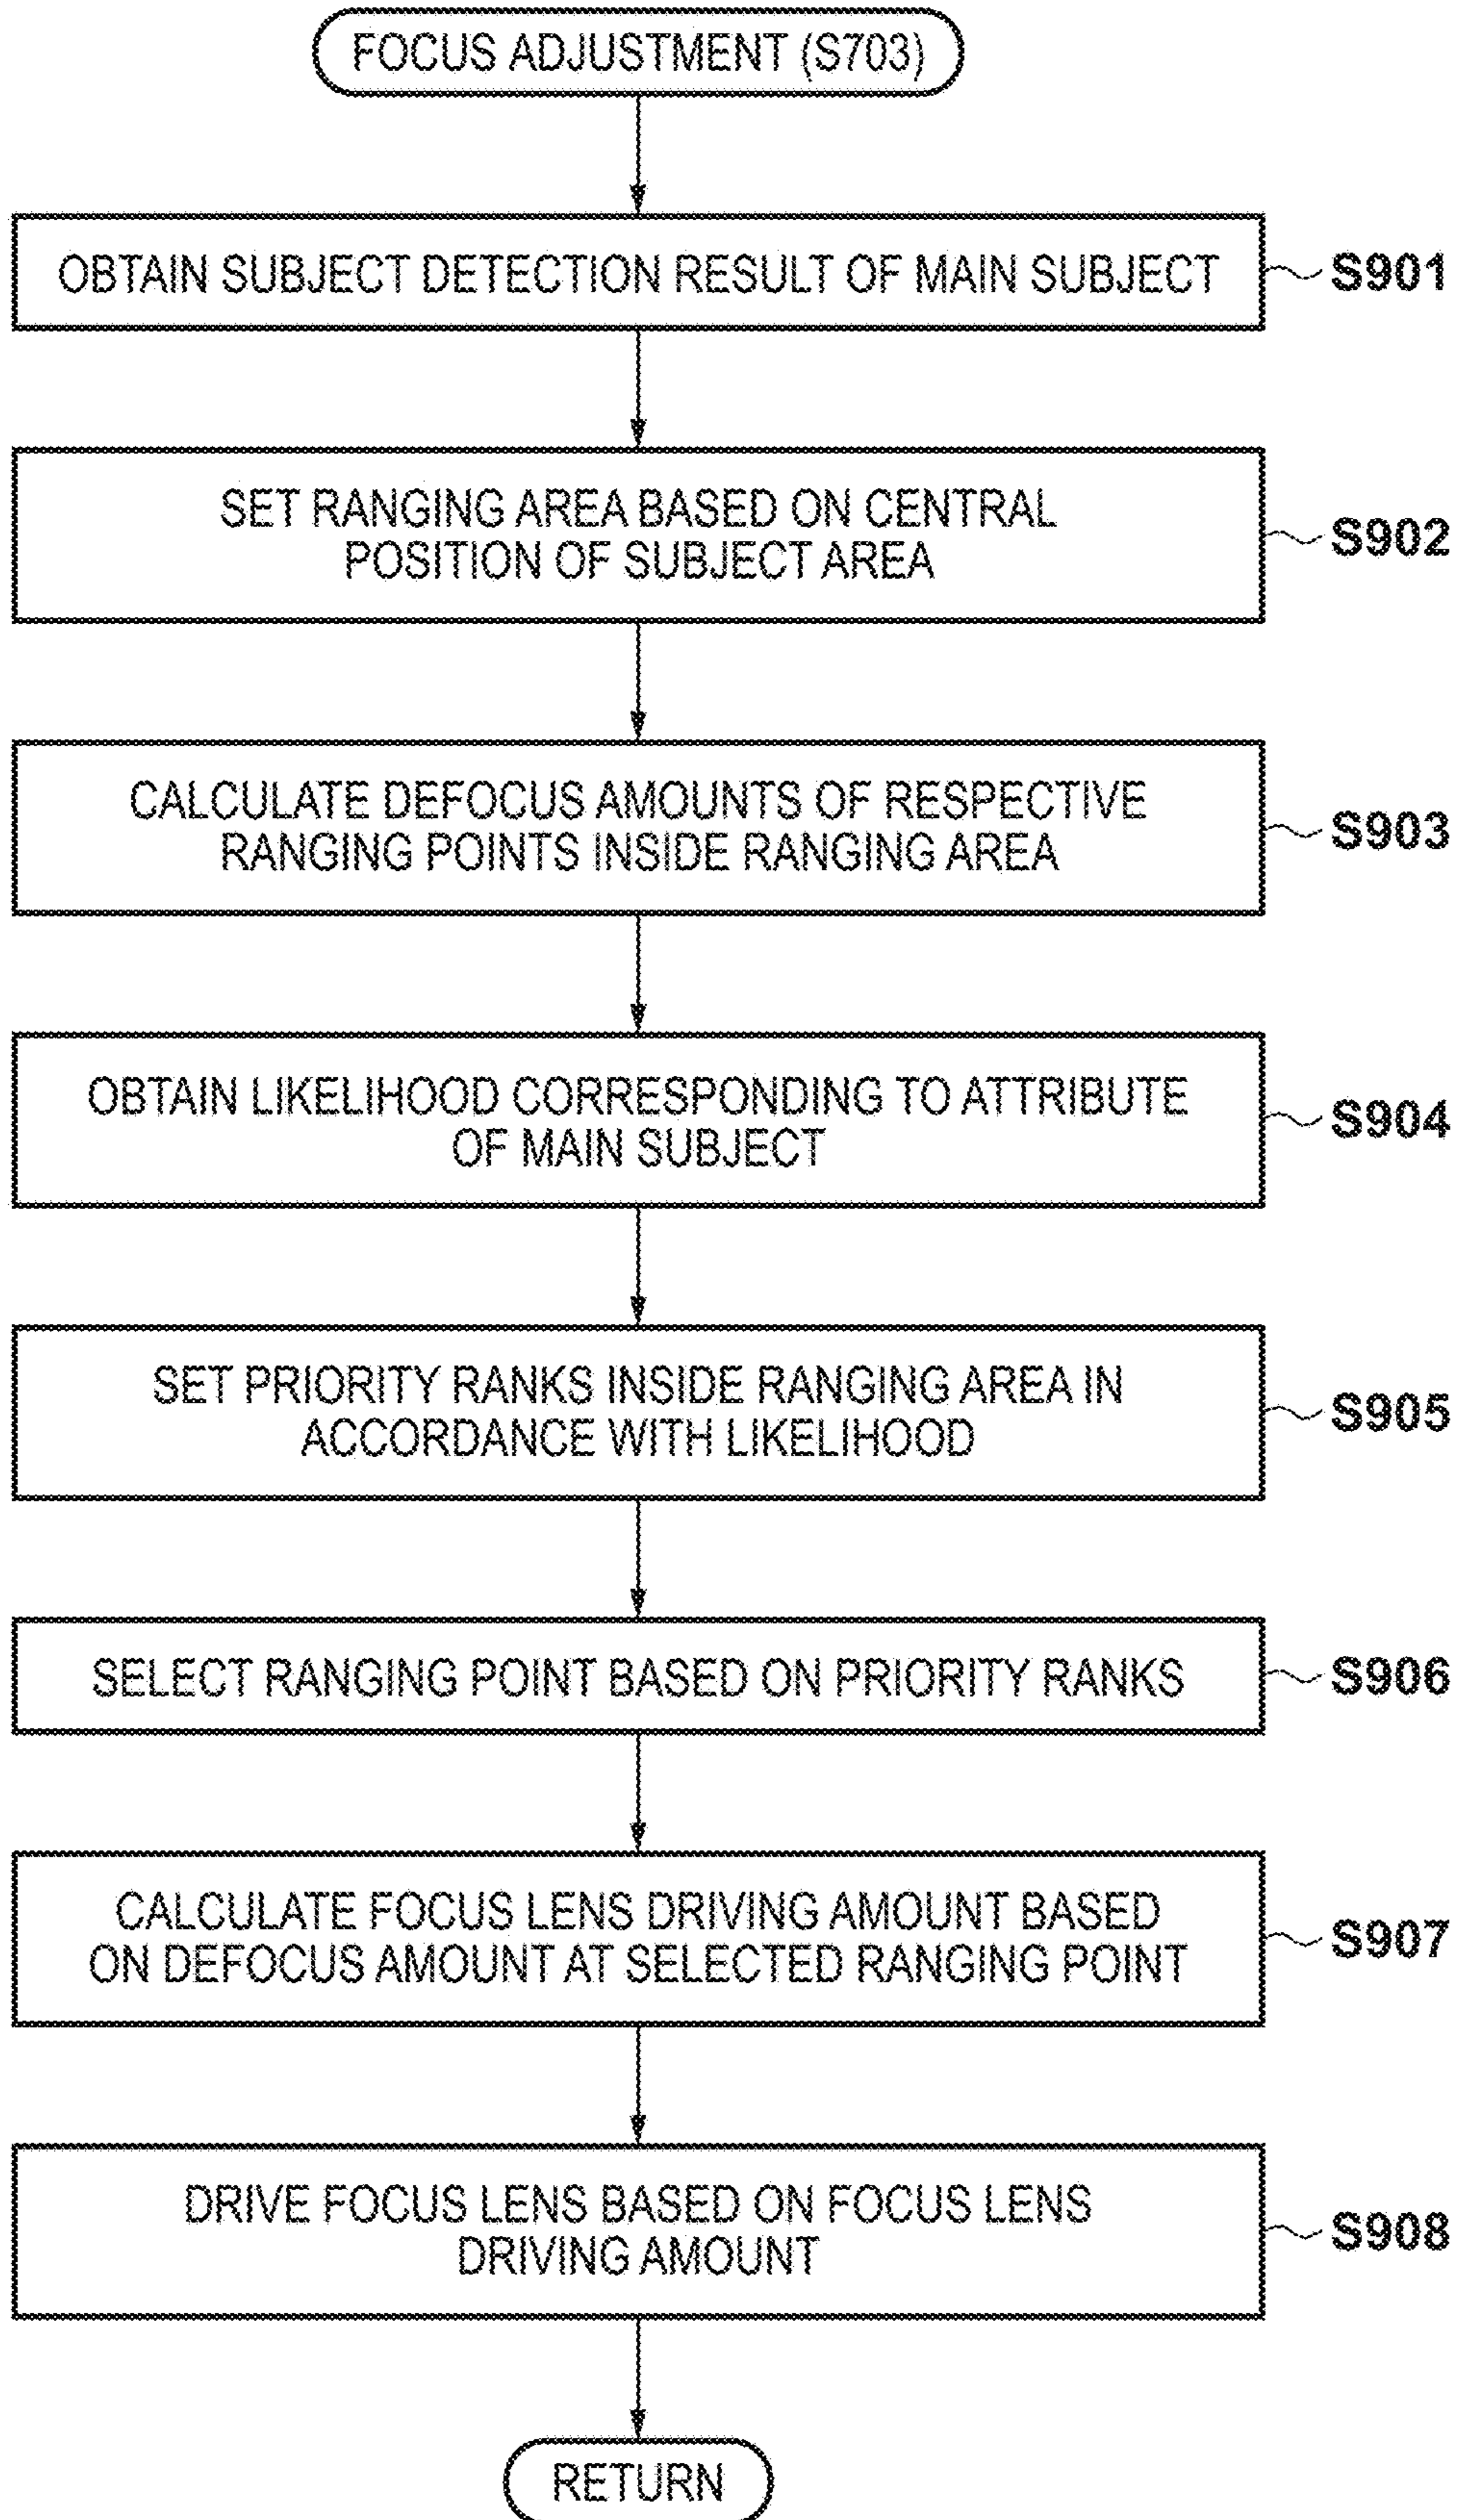 FOCUS ADJUSTMENT (S703)
OBTAIN SUBJECT DETECTION RESULT OF MAIN SUBJECT
S901
SET RANGING AREA BASED ON CENTRAL
POSITION OF SUBJECT AREA
S902
CALCULATE DEFOCUS AMOUNTS OF RESPECTIVE
RANGING POINTS INSIDE RANGING AREA
S903
OBTAIN LIKELIHOOD CORRESPONDING TO ATTRIBUTE
OF MAIN SUBJECT
S904
SET PRIORITY RANKS INSIDE RANGING AREA IN
ACCORDANCE WITH LIKELIHOOD
S905
SELECT RANGING POINT BASED ON PRIORITY RANKS
S906
CALCULATE FOCUS LENS DRIVING AMOUNT BASED
ON DEFOCUS AMOUNT AT SELECTED RANGING POINT
S907
DRIVE FOCUS LENS BASED ON FOCUS LENS
DRIVING AMOUNT
S908
RETURN